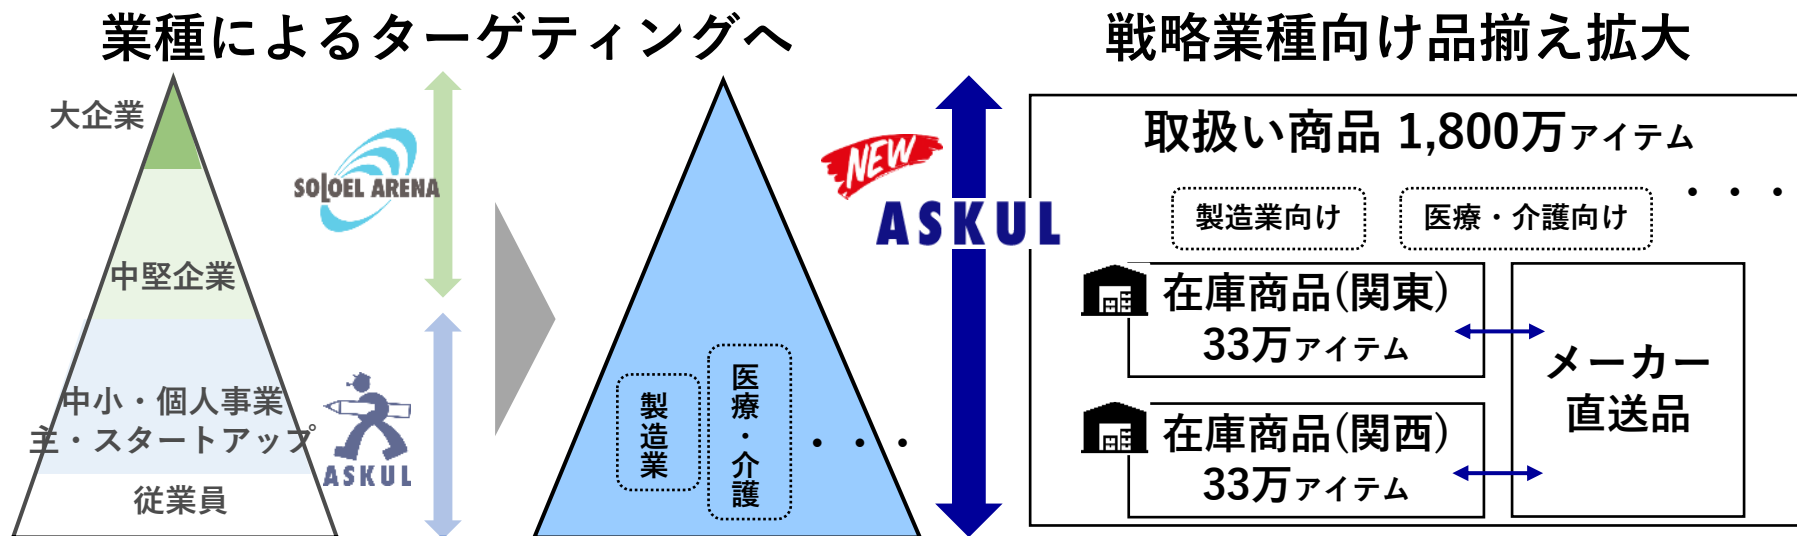 業種によるターゲティングへ
大企業
中堅企業
中小・個人事業
主・スタートアップ
従業員
SOLOEL ARENA
ASKUL
製造業
医療・介護
・・・
NEW
ASKUL
戦略業種向け品揃え拡大
取扱い商品 1,800万アイテム
製造業向け
医療・介護向け
・・・
在庫商品(関東)
33万アイテム
在庫商品(関西)
33万アイテム
メーカー
直送品